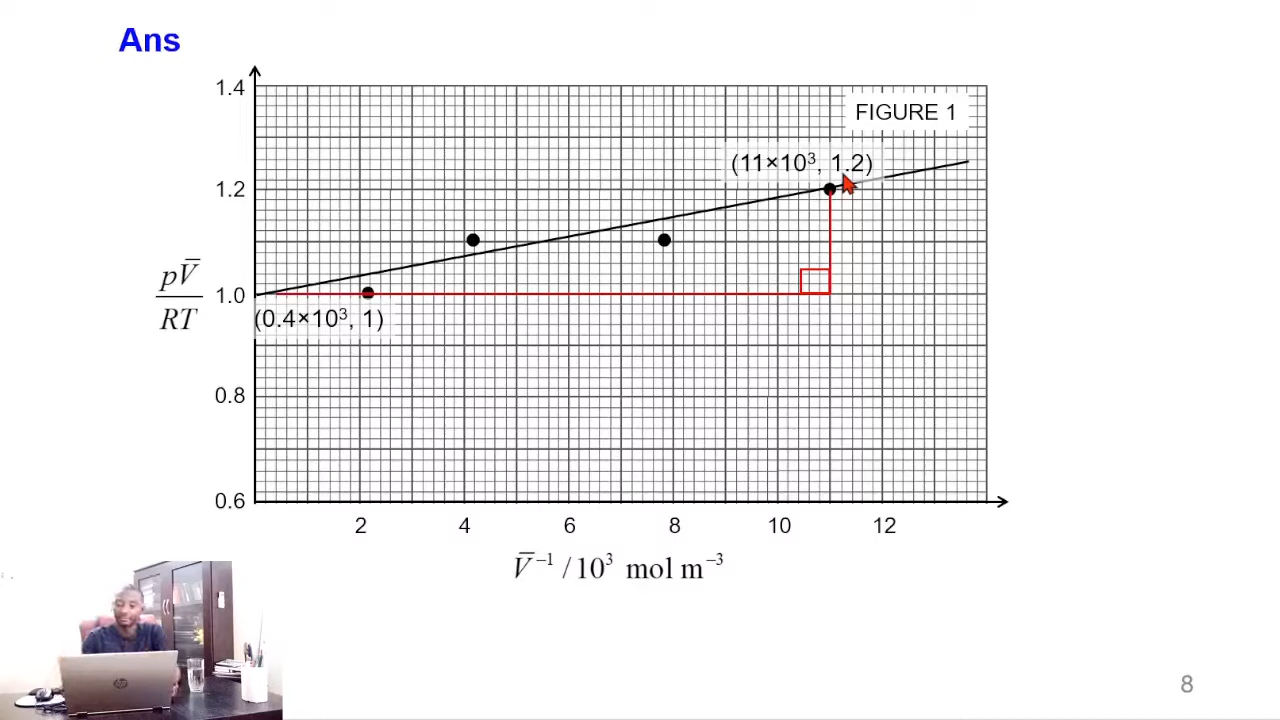 Ans
1.4
FIGURE 1
(11×10³, 1.2)
1.2
pV̅
RT
1.0
(0.4×10³, 1)
0.8
0.6
2 4 6 8 10 12
V̅⁻¹ / 10³ mol m⁻³
hp
8